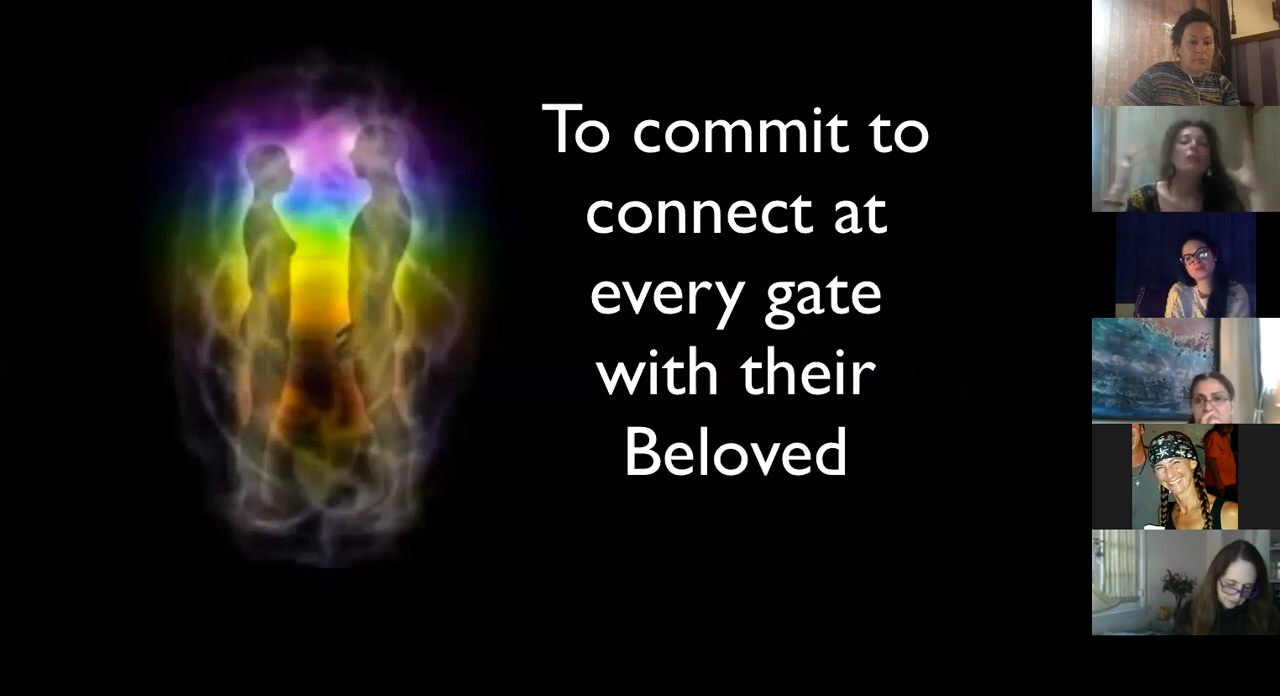 To commit to
connect at
every gate
with their
Beloved